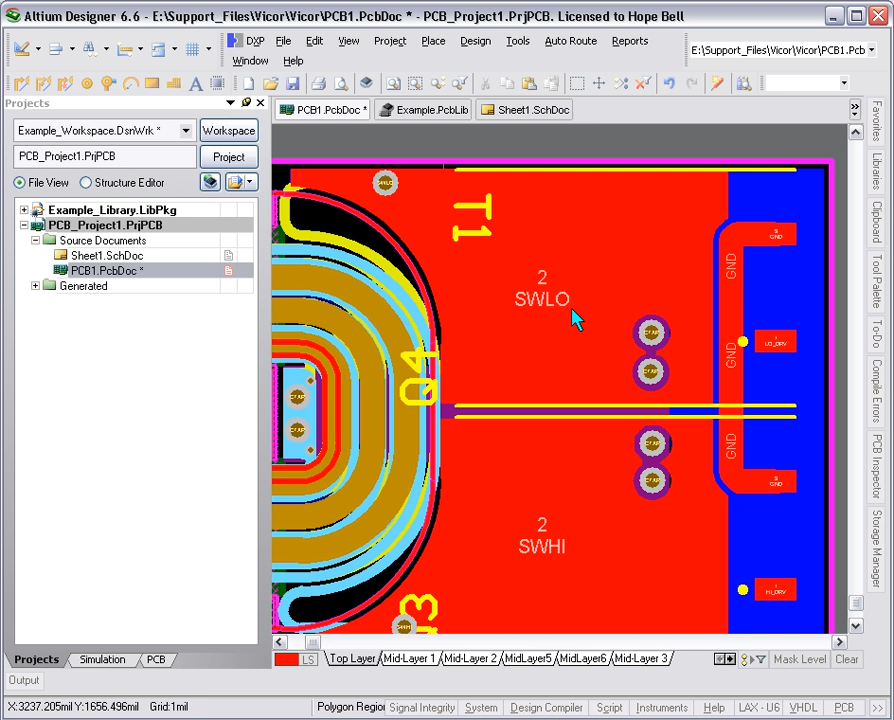 Altium Designer 6.6 - E:\Support_Files\Vicor\Vicor\PCB1.PcbDoc * - PCB_Project1.PrjPCB. Licensed to Hope Bell
DXP File Edit View Project Place Design Tools Auto Route Reports
Window Help
E:\Support_Files\Vicor\Vicor\PCB1.Pcb
Projects
Example_Workspace.DsnWrk *
Workspace
PCB_Project1.PrjPCB
Project
File View
Structure Editor
Example_Library.LibPkg
PCB_Project1.PrjPCB
Source Documents
Sheet1.SchDoc
PCB1.PcbDoc *
Generated
PCB1.PcbDoc *
Example.PcbLib
Sheet1.SchDoc
T1
2
SWLO
Q4
2
SWHI
GND
GND
GND
GND
LO_DRV
GND
HI_DRV
Favorites
Libraries
Clipboard
Tool Palette
To-Do
Compile Errors
PCB Inspector
Storage Manager
Projects
Simulation
PCB
LS
Top Layer
Mid-Layer 1
Mid-Layer 2
MidLayer5
MidLayer6
Mid-Layer 3
Mask Level
Clear
Output
X:3237.205mil Y:1656.496mil Grid:1mil
Polygon Region
Signal Integrity
System
Design Compiler
Script
Instruments
Help
LAX - U6
VHDL
PCB
>>